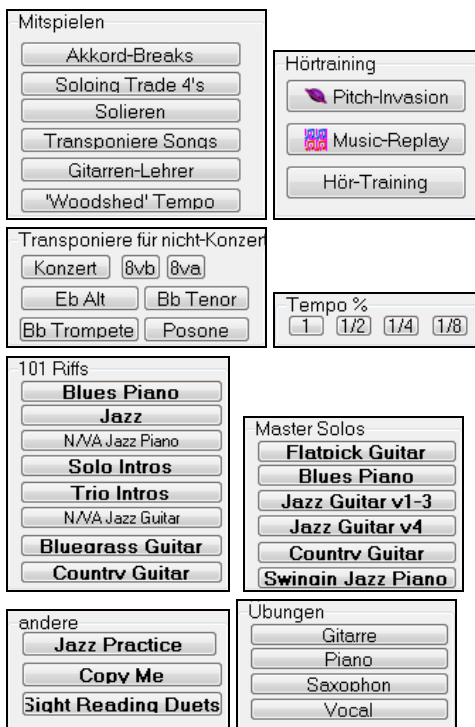 Mitspielen
Akkord-Breaks
Soloing Trade 4's
Solieren
Transponiere Songs
Gitarren-Lehrer
'Woodshed' Tempo
Hörtraining
Pitch-Invasion
Music-Replay
Hör-Training
Transponiere für nicht-Konzer
Konzert 8vb 8va
Eb Alt Bb Tenor
Bb Trompete Posone
Tempo %
1 1/2 1/4 1/8
101 Riffs
Blues Piano
Jazz
N/VA Jazz Piano
Solo Intros
Trio Intros
N/VA Jazz Guitar
Bluegrass Guitar
Country Guitar
Master Solos
Flatpick Guitar
Blues Piano
Jazz Guitar v1-3
Jazz Guitar v4
Country Guitar
Swingin Jazz Piano
andere
Jazz Practice
Copy Me
Sight Reading Duets
Übungen
Gitarre
Piano
Saxophon
Vocal